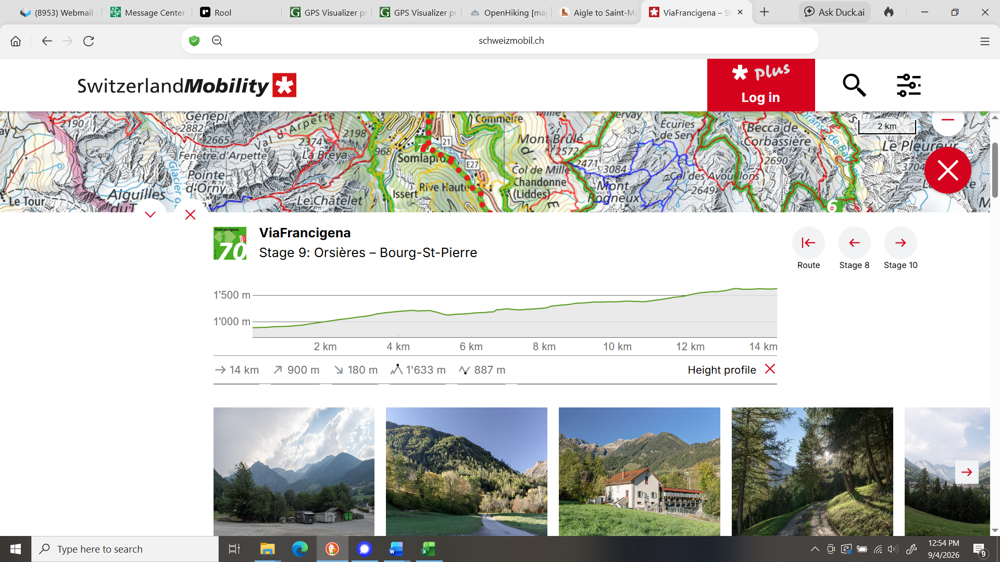 (8953) Webmail
Message Center
Rool
GPS Visualizer
GPS Visualizer
OpenHiking [map
Aigle to Saint-Ma
ViaFrancigena – St
Ask Duck.ai
schweizmobil.ch
SwitzerlandMobility
plus
Log in
2190
Génépi
2882
2665
Val d'Arpette
2374
2198
La Breya
Fenêtre d'Arpette
Pointe
d'Orny
Aiguilles
du T
Glacier
Le Tour
Le Châtelet
968
Somlaproz
21
E27
Issert
Rive Haute
Commeire
Mont Brûlé
2572
Col de Mille
Chandonne
(Liddes)
2471
3084
Mont
Rogneux
Écuries
de Sery
Col des Avouillons
2649
Becca de
Corbassière
2690
Le Pleureur
3704
6
2 km
ViaFrancigena
70
ViaFrancigena
Stage 9: Orsières – Bourg-St-Pierre
Route
Stage 8
Stage 10
1'500 m
1'000 m
2 km
4 km
6 km
8 km
10 km
12 km
14 km
14 km
900 m
180 m
1'633 m
887 m
Height profile
Type here to search
12:54 PM
9/4/2026
9